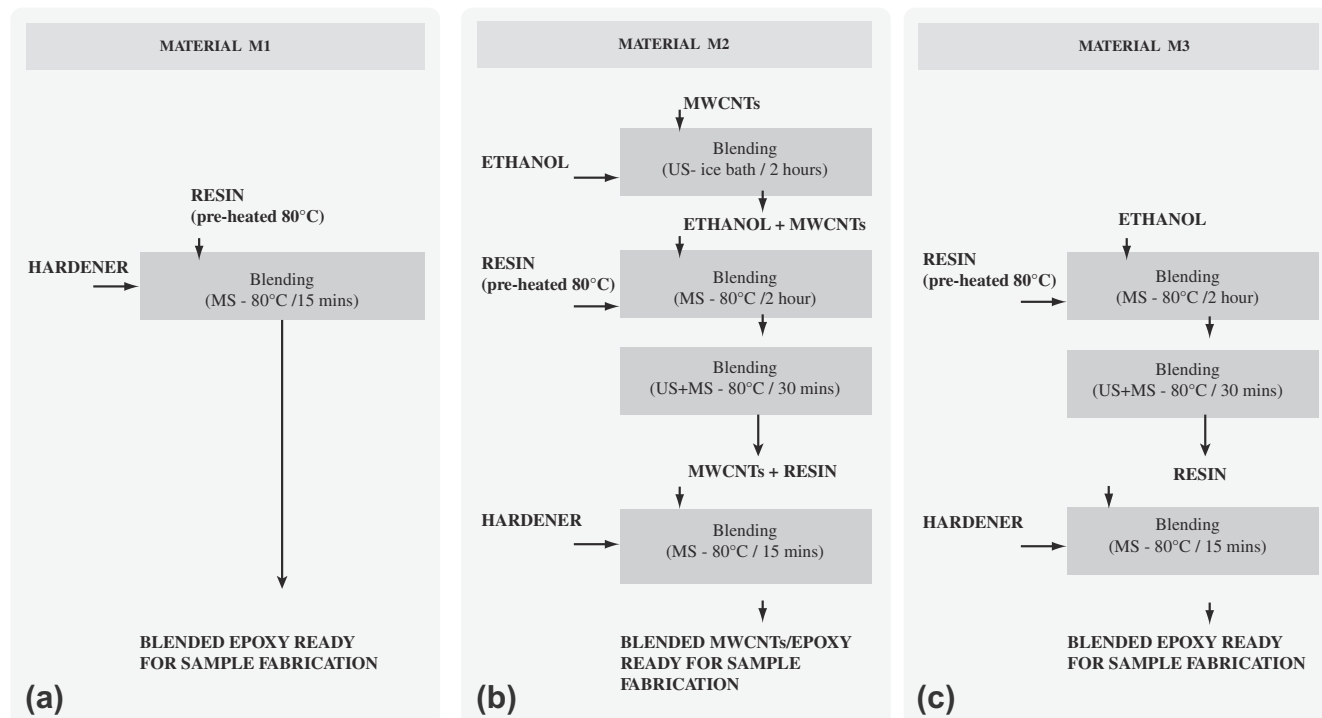 MATERIAL M1
RESIN
(pre-heated 80°C)
HARDENER
Blending
(MS - 80°C /15 mins)
BLENDED EPOXY READY
FOR SAMPLE FABRICATION
(a)
MATERIAL M2
MWCNTs
ETHANOL
Blending
(US- ice bath / 2 hours)
ETHANOL + MWCNTs
RESIN
(pre-heated 80°C)
Blending
(MS - 80°C /2 hour)
Blending
(US+MS - 80°C / 30 mins)
MWCNTs + RESIN
HARDENER
Blending
(MS - 80°C / 15 mins)
BLENDED MWCNTs/EPOXY
READY FOR SAMPLE
FABRICATION
(b)
MATERIAL M3
ETHANOL
RESIN
(pre-heated 80°C)
Blending
(MS - 80°C /2 hour)
Blending
(US+MS - 80°C / 30 mins)
RESIN
HARDENER
Blending
(MS - 80°C / 15 mins)
BLENDED EPOXY READY
FOR SAMPLE FABRICATION
(c)